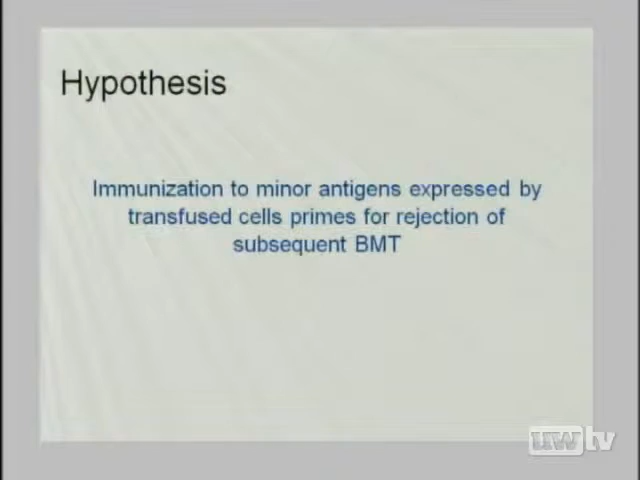 Hypothesis
Immunization to minor antigens expressed by
transfused cells primes for rejection of
subsequent BMT
uwtv